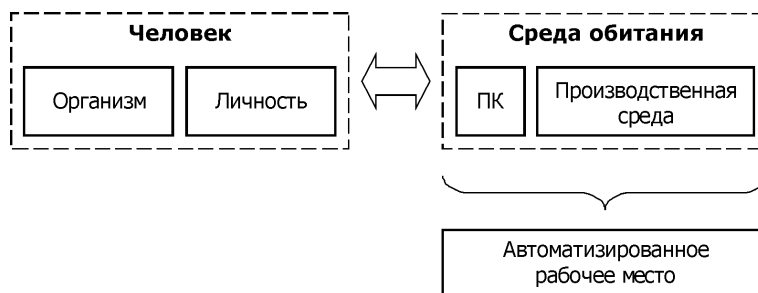 Человек
Организм
Личность
Среда обитания
ПК
Производственная
среда
Автоматизированное
рабочее место